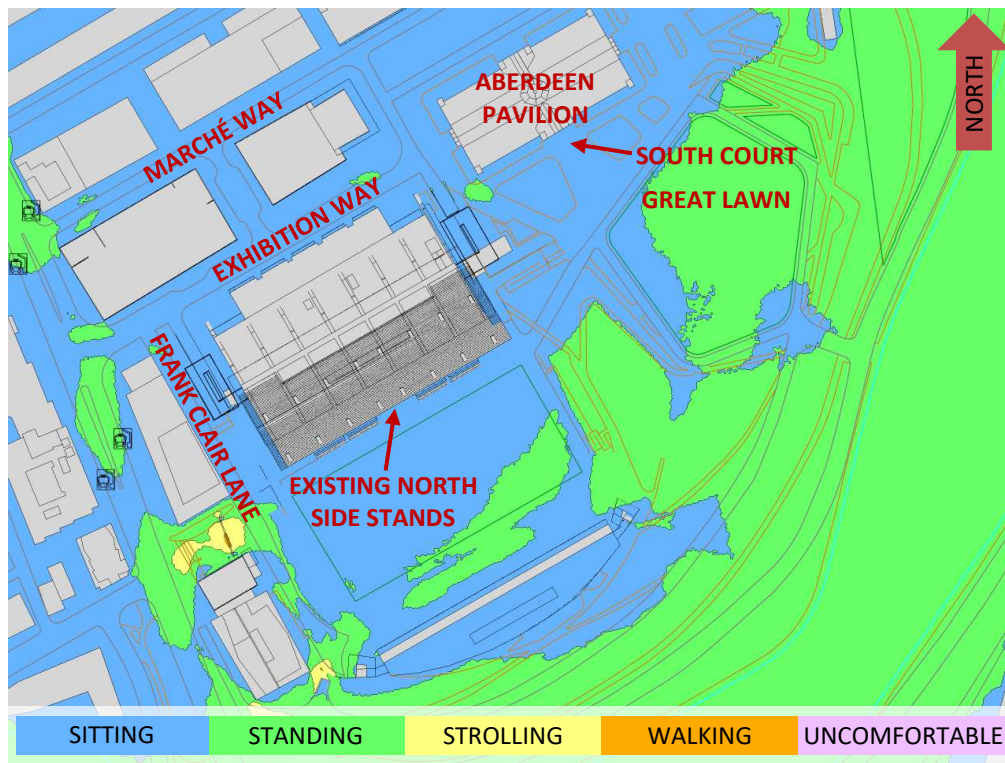 NORTH
ABERDEEN
PAVILION
MARCHÉ WAY
SOUTH COURT
GREAT LAWN
EXHIBITION WAY
FRANK CLAIR LANE
EXISTING NORTH
SIDE STANDS
SITTING
STANDING
STROLLING
WALKING
UNCOMFORTABLE